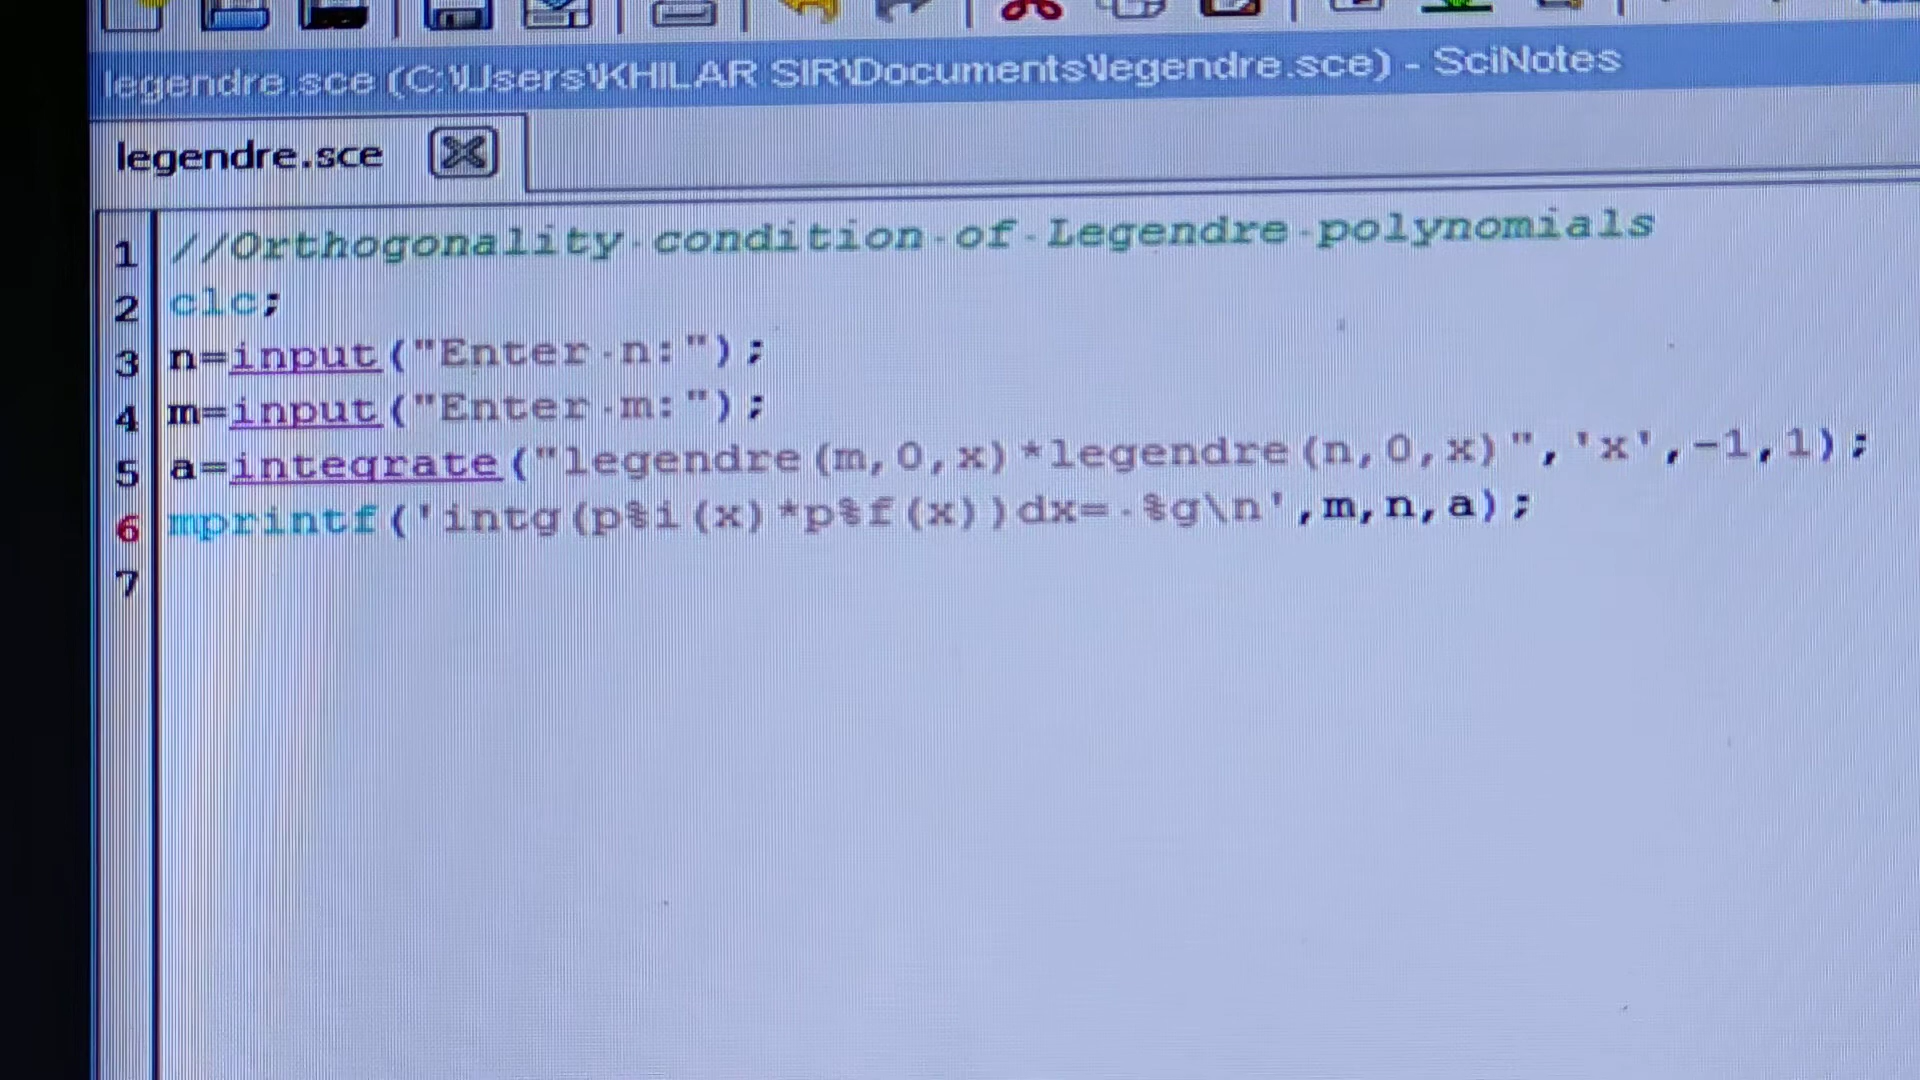 legendre.sce (C:\Users\KHILAR SIR\Documents\legendre.sce) - SciNotes
legendre.sce
1 //Orthogonality condition of Legendre polynomials
2 clc;
3 n=input("Enter n:");
4 m=input("Enter m:");
5 a=integrate("legendre(m,0,x)*legendre(n,0,x)",'x',-1,1);
6 mprintf('intg(p%i(x)*p%f(x))dx= %g\n',m,n,a);
7